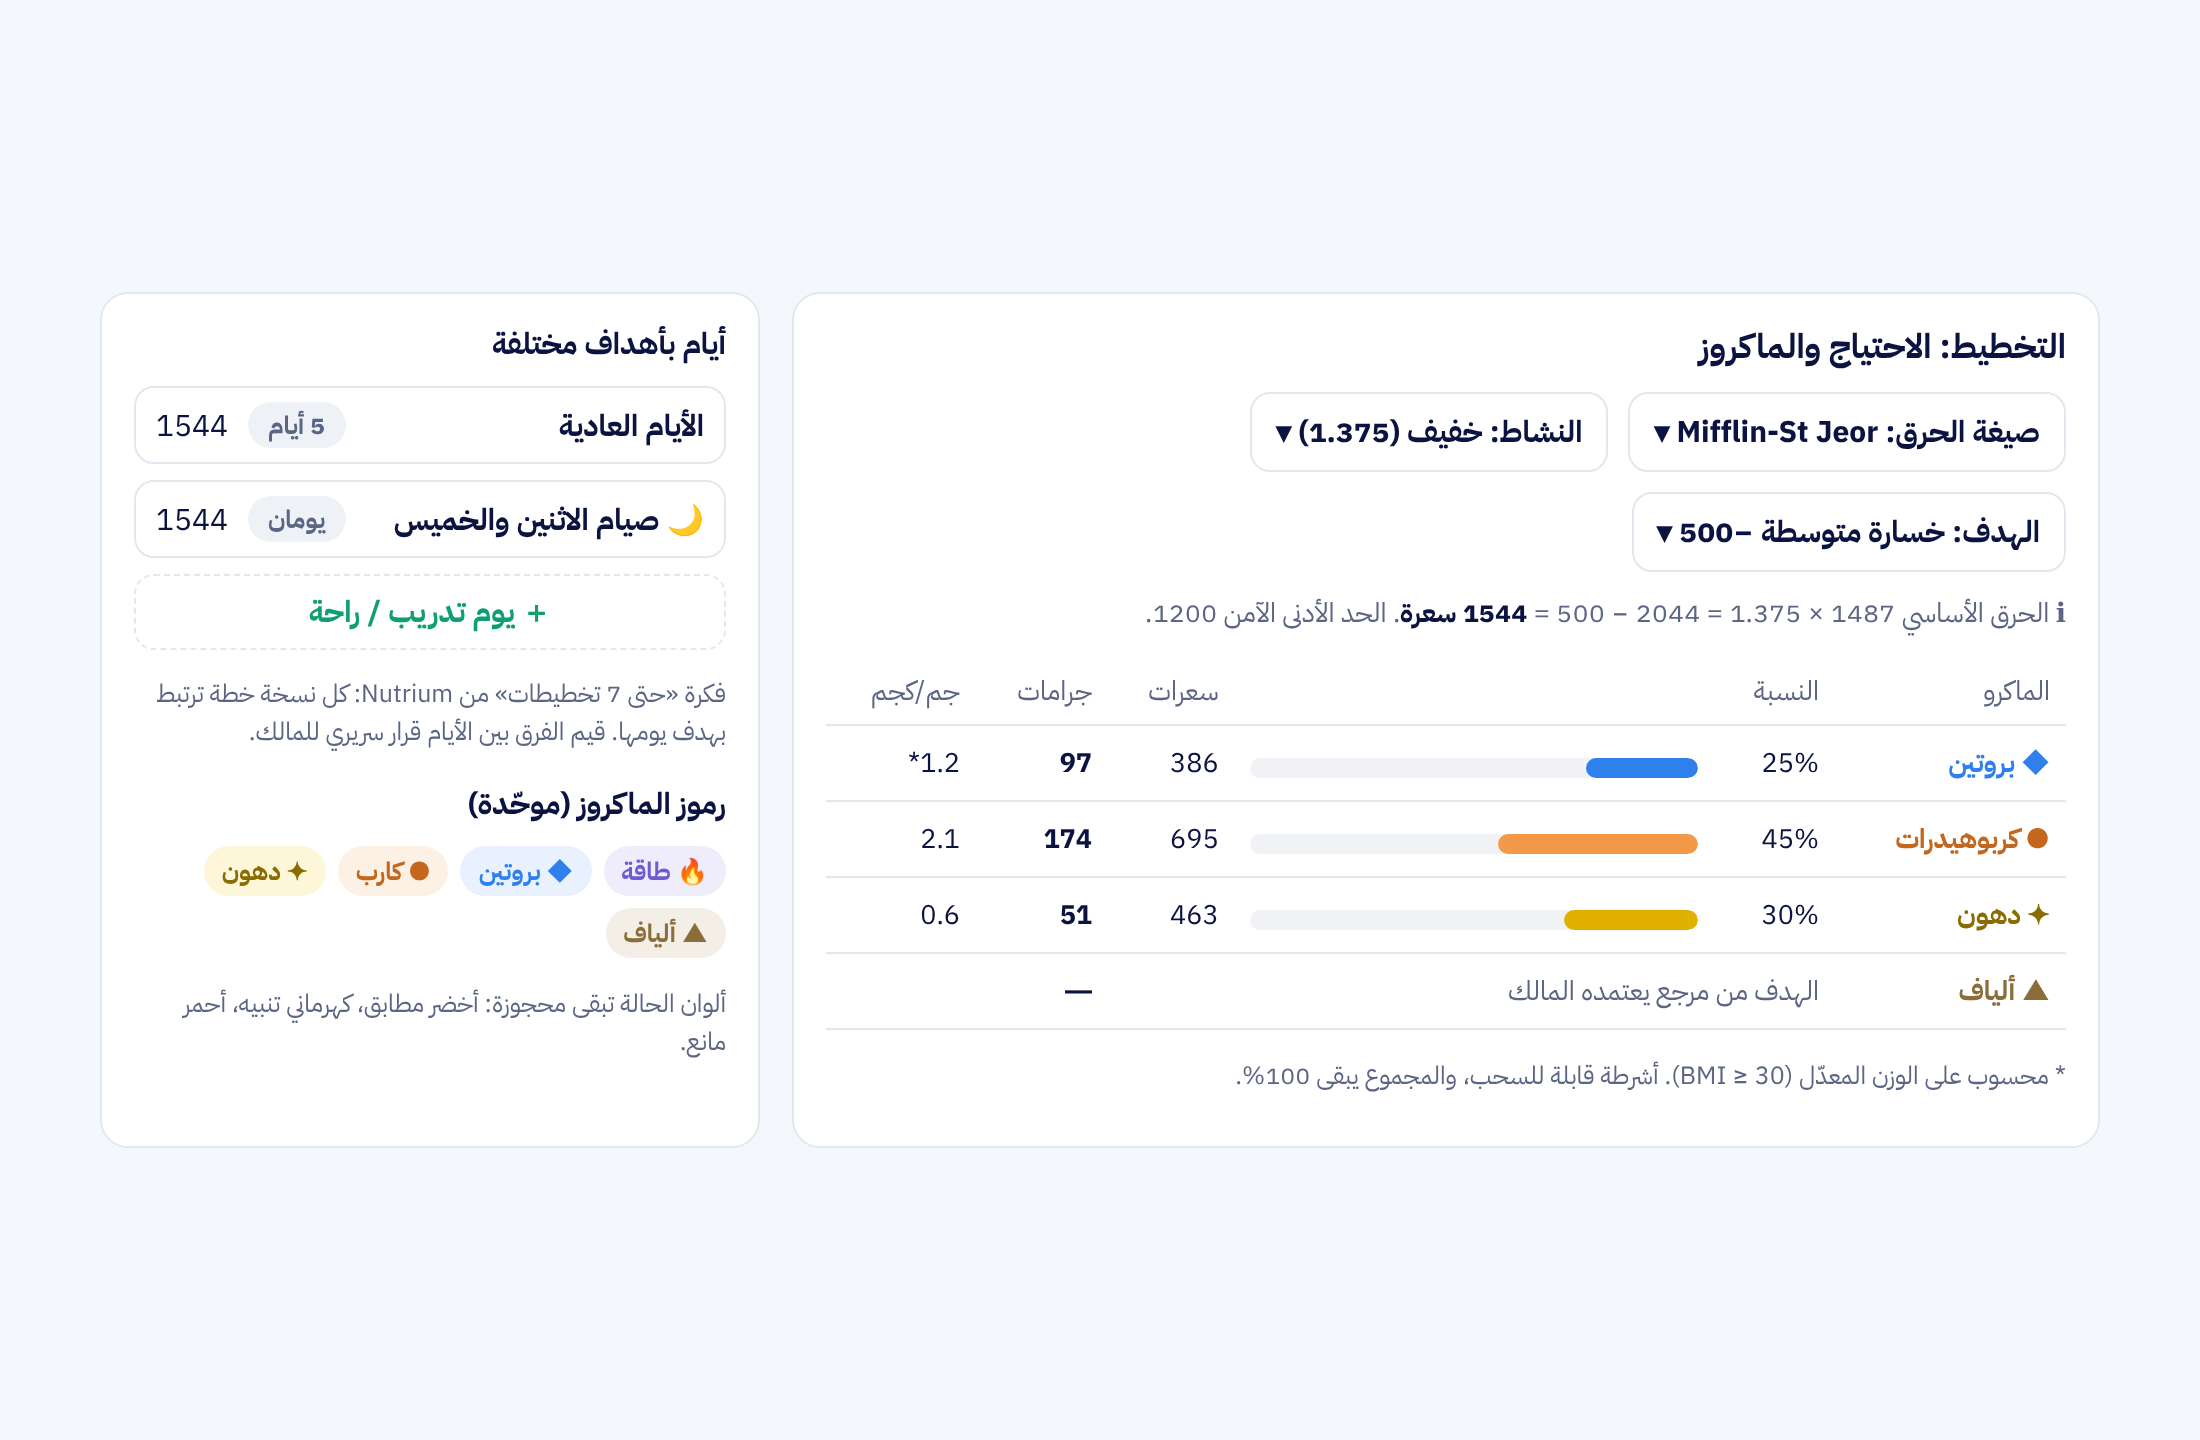 التخطيط: الاحتياج والماكروز
صيغة الحرق: Mifflin-St Jeor ▾
النشاط: خفيف (1.375) ▾
الهدف: خسارة متوسطة −500 ▾
ℹ الحرق الأساسي 1487 × 1.375 = 2044 − 500 = 1544 سعرة. الحد الأدنى الآمن 1200.
الماكرو النسبة سعرات جرامات جم/كجم
◆ بروتين 25% 386 97 1.2*
● كربوهيدرات 45% 695 174 2.1
✦ دهون 30% 463 51 0.6
▲ ألياف الهدف من مرجع يعتمده المالك —
* محسوب على الوزن المعدّل (BMI ≥ 30). أشرطة قابلة للسحب، والمجموع يبقى 100%.
أيام بأهداف مختلفة
الأيام العادية 5 أيام 1544
🌙 صيام الاثنين والخميس يومان 1544
+ يوم تدريب / راحة
فكرة «حتى 7 تخطيطات» من Nutrium: كل نسخة خطة ترتبط
بهدف يومها. قيم الفرق بين الأيام قرار سريري للمالك.
رموز الماكروز (موحّدة)
🔥 طاقة ◆ بروتين ● كارب ✦ دهون
▲ ألياف
ألوان الحالة تبقى محجوزة: أخضر مطابق، كهرماني تنبيه، أحمر
مانع.